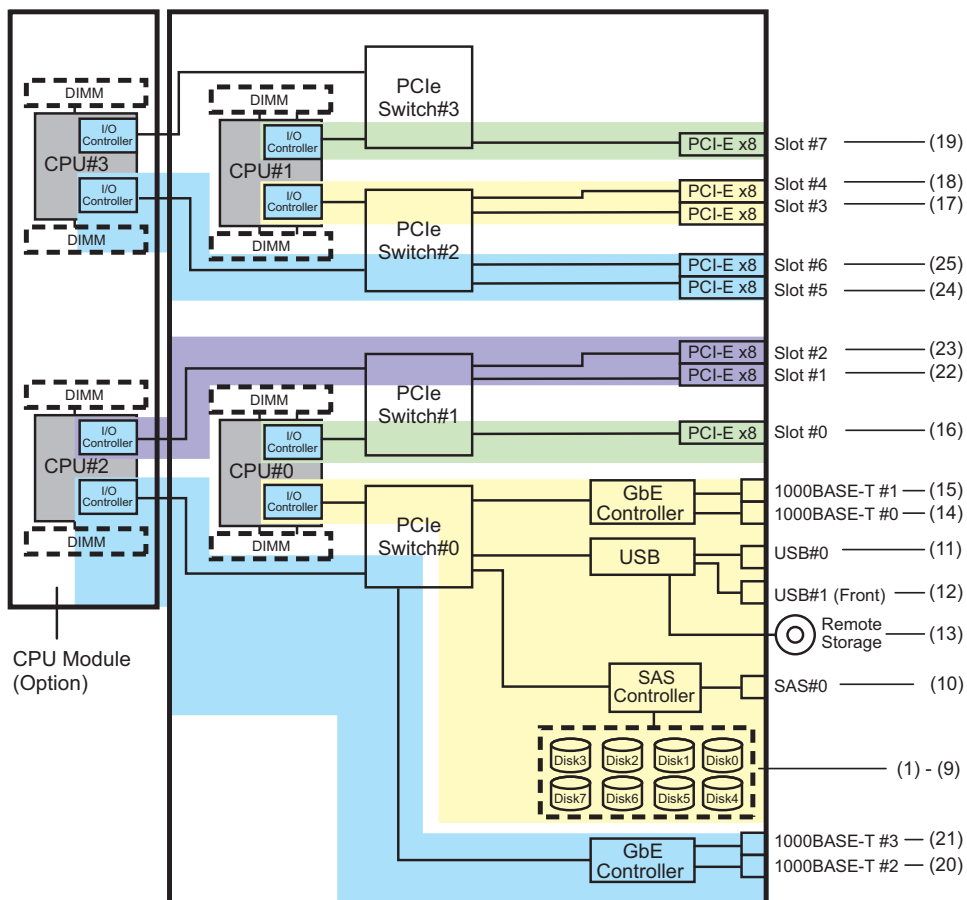 DIMM
I/O
Controller
CPU#3
I/O
Controller
DIMM
DIMM
I/O
Controller
CPU#1
I/O
Controller
DIMM
PCIe
Switch#3
PCIe
Switch#2
PCI-E x8
Slot #7
(19)
PCI-E x8
Slot #4
(18)
PCI-E x8
Slot #3
(17)
PCI-E x8
Slot #6
(25)
PCI-E x8
Slot #5
(24)
DIMM
I/O
Controller
CPU#2
I/O
Controller
DIMM
DIMM
I/O
Controller
CPU#0
I/O
Controller
DIMM
PCIe
Switch#1
PCIe
Switch#0
PCI-E x8
Slot #2
(23)
PCI-E x8
Slot #1
(22)
PCI-E x8
Slot #0
(16)
GbE
Controller
1000BASE-T #1
(15)
1000BASE-T #0
(14)
USB
USB#0
(11)
USB#1 (Front)
(12)
Remote
Storage
(13)
CPU Module
(Option)
SAS
Controller
SAS#0
(10)
Disk3
Disk2
Disk1
Disk0
Disk7
Disk6
Disk5
Disk4
(1) - (9)
GbE
Controller
1000BASE-T #3
(21)
1000BASE-T #2
(20)